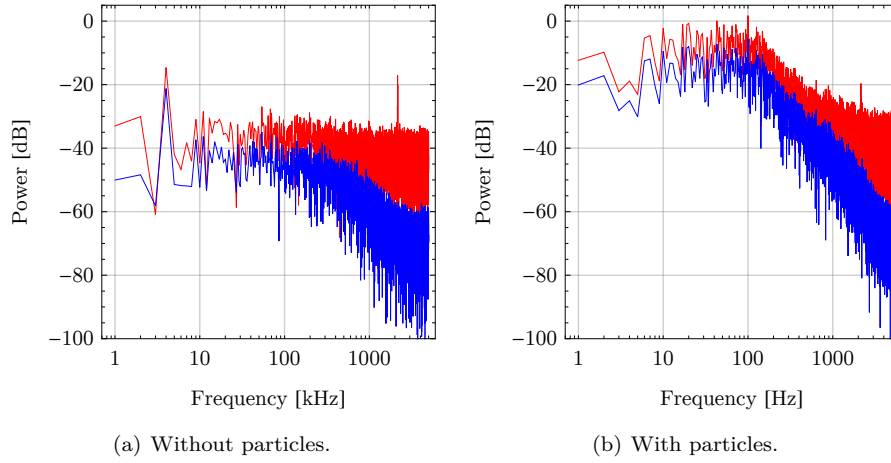 0
−20
−40
−60
−80
−100
Power [dB]
1 10 100 1000
Frequency [kHz]
(a) Without particles.
0
−20
−40
−60
−80
−100
Power [dB]
1 10 100 1000
Frequency [Hz]
(b) With particles.